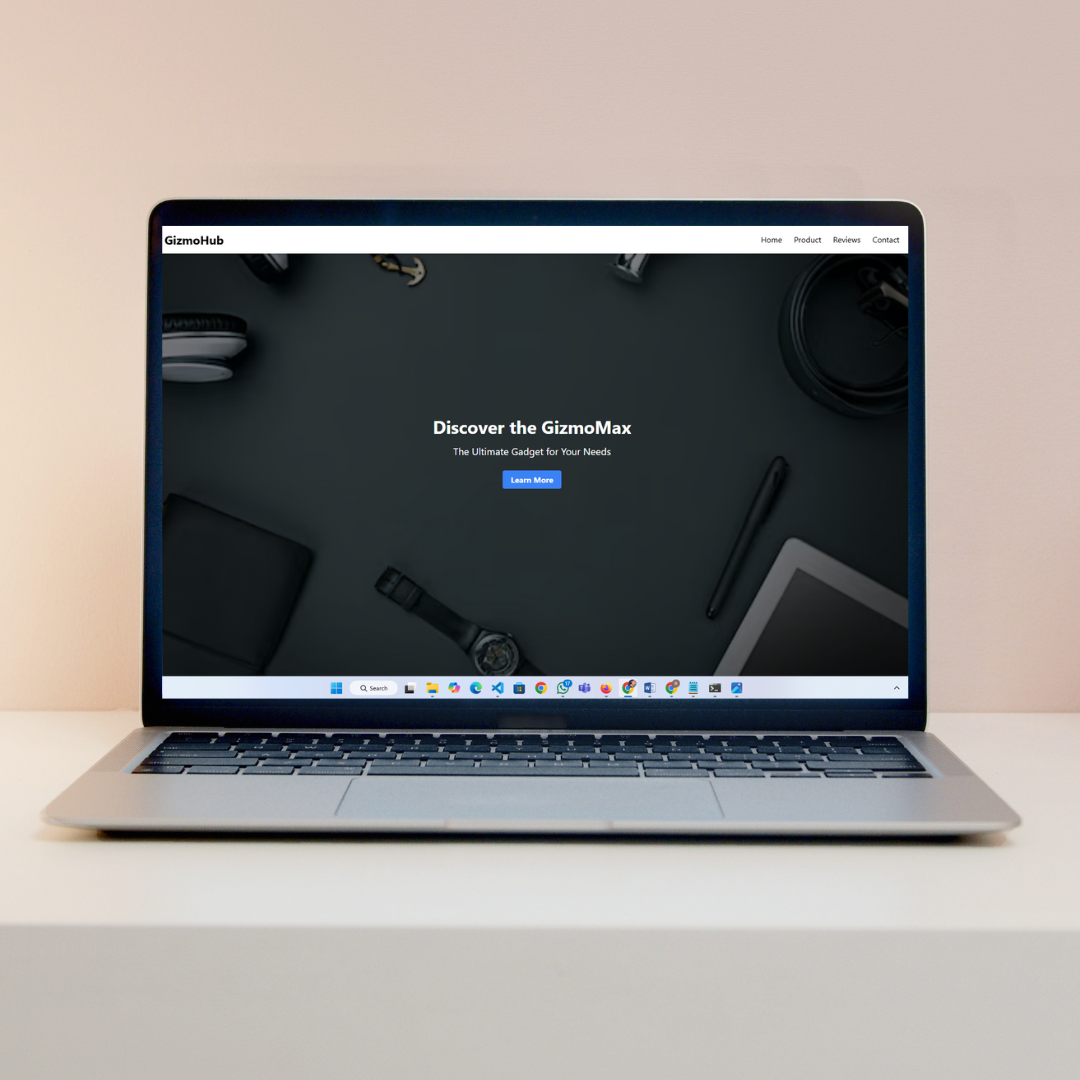 GizmoHub
Home Product Reviews Contact
Discover the GizmoMax
The Ultimate Gadget for Your Needs
Learn More
Search